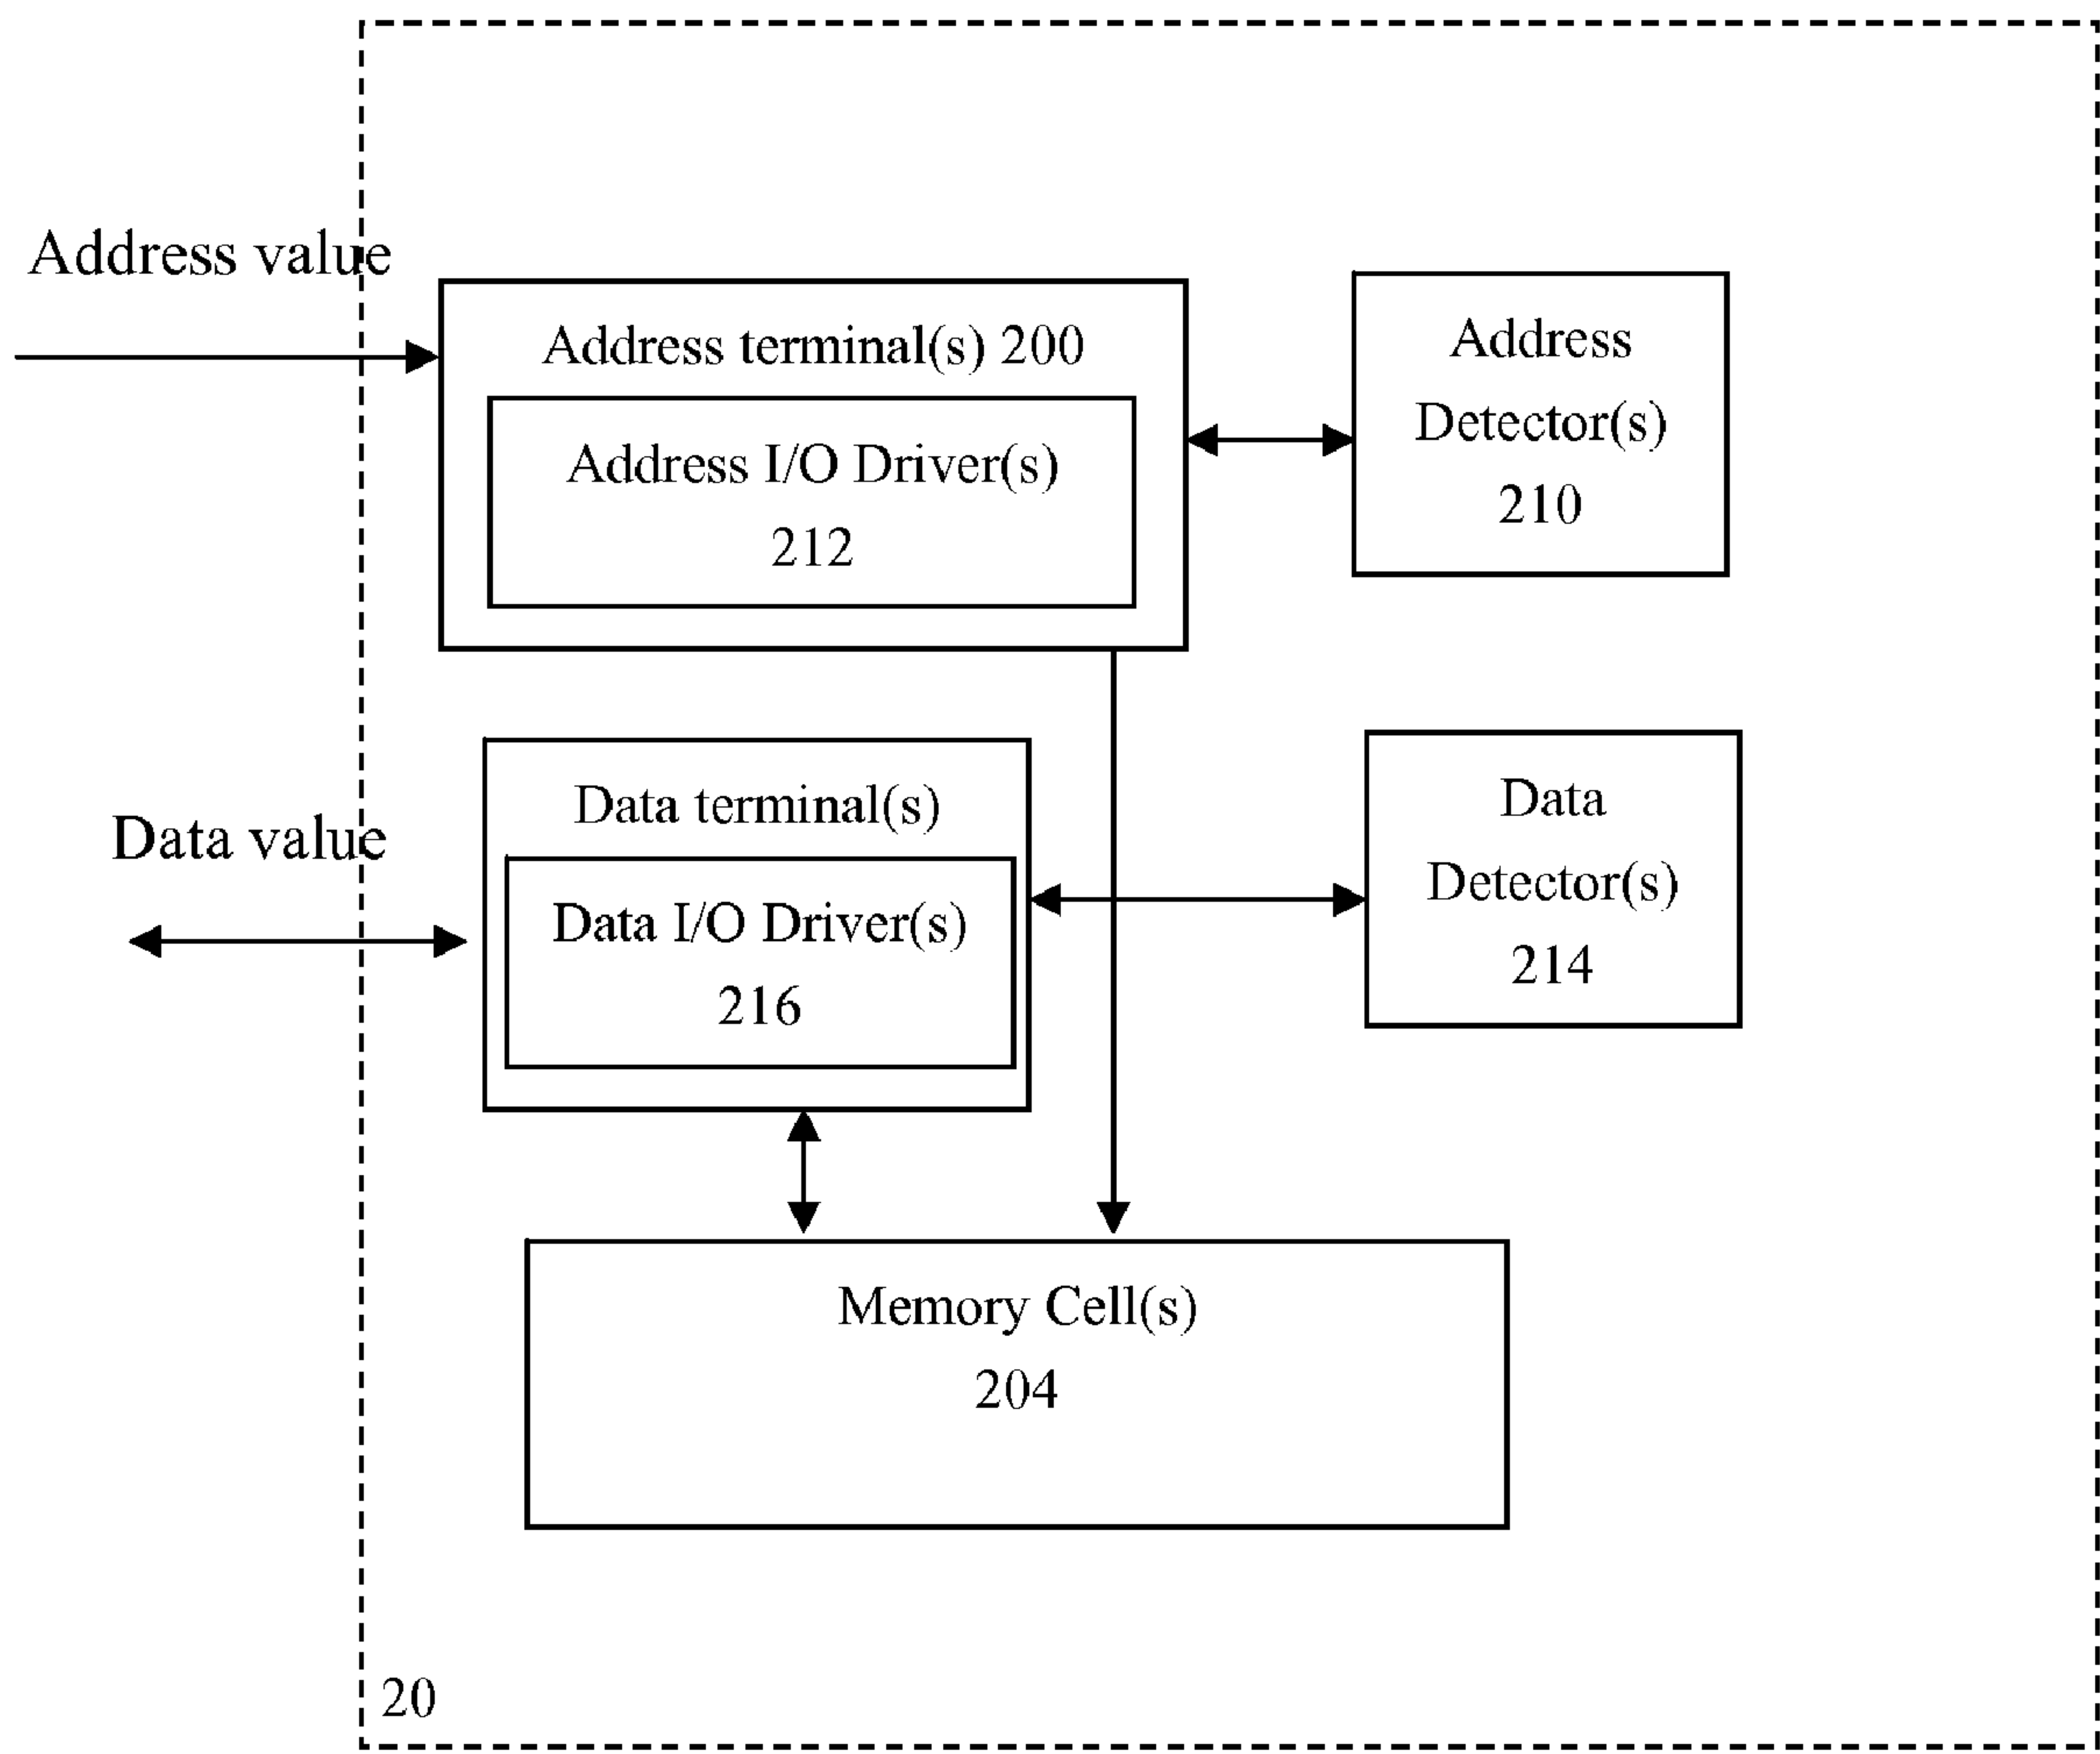 Address value
Address terminal(s) 200
Address I/O Driver(s)
212
Address
Detector(s)
210
Data value
Data terminal(s)
Data I/O Driver(s)
216
Data
Detector(s)
214
Memory Cell(s)
204
20